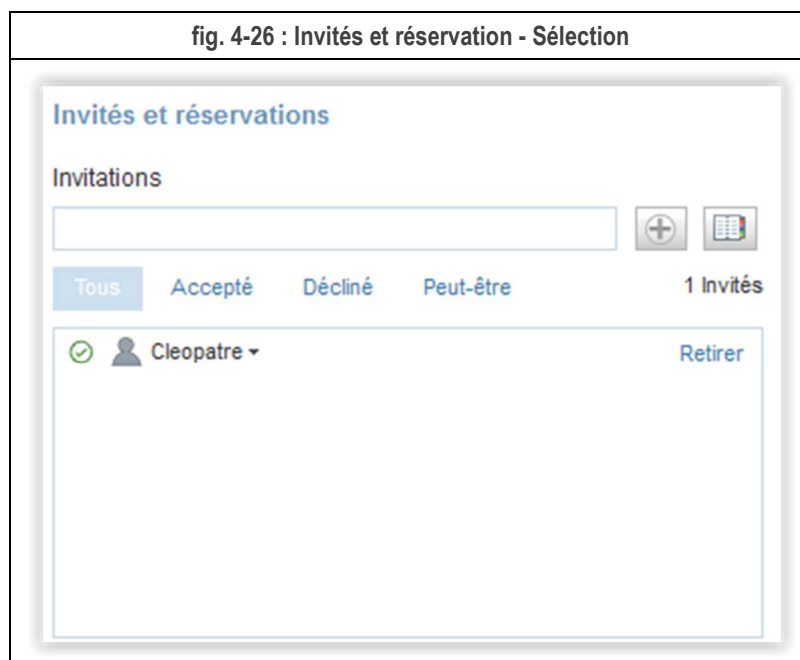 fig. 4-26 : Invités et réservation - Sélection
Invités et réservations
Invitations
Tous Accepté Décliné Peut-être 1 Invités
Cleopatre Retirer